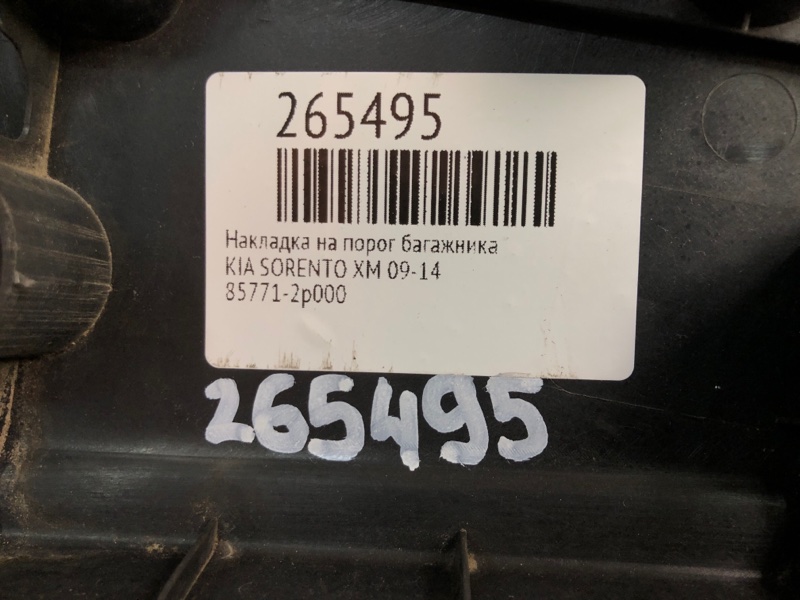 265495
Накладка на порог багажника
KIA SORENTO XM 09-14
85771-2p000
265495